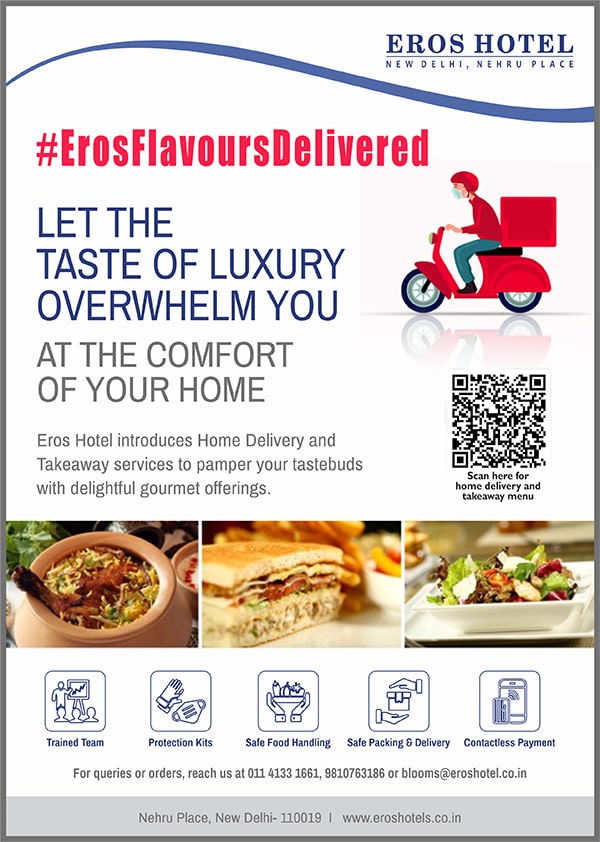 EROS HOTEL
NEW DELHI, NEHRU PLACE
#ErosFlavoursDelivered
LET THE
TASTE OF LUXURY
OVERWHELM YOU
AT THE COMFORT
OF YOUR HOME
Eros Hotel introduces Home Delivery and
Takeaway services to pamper your tastebuds
with delightful gourmet offerings.
Scan here for
home delivery and
takeaway menu
Trained Team
Protection Kits
Safe Food Handling
Safe Packing & Delivery
Contactless Payment
For queries or orders, reach us at 011 4133 1661, 9810763186 or blooms@eroshotel.co.in
Nehru Place, New Delhi- 110019 I www.eroshotels.co.in